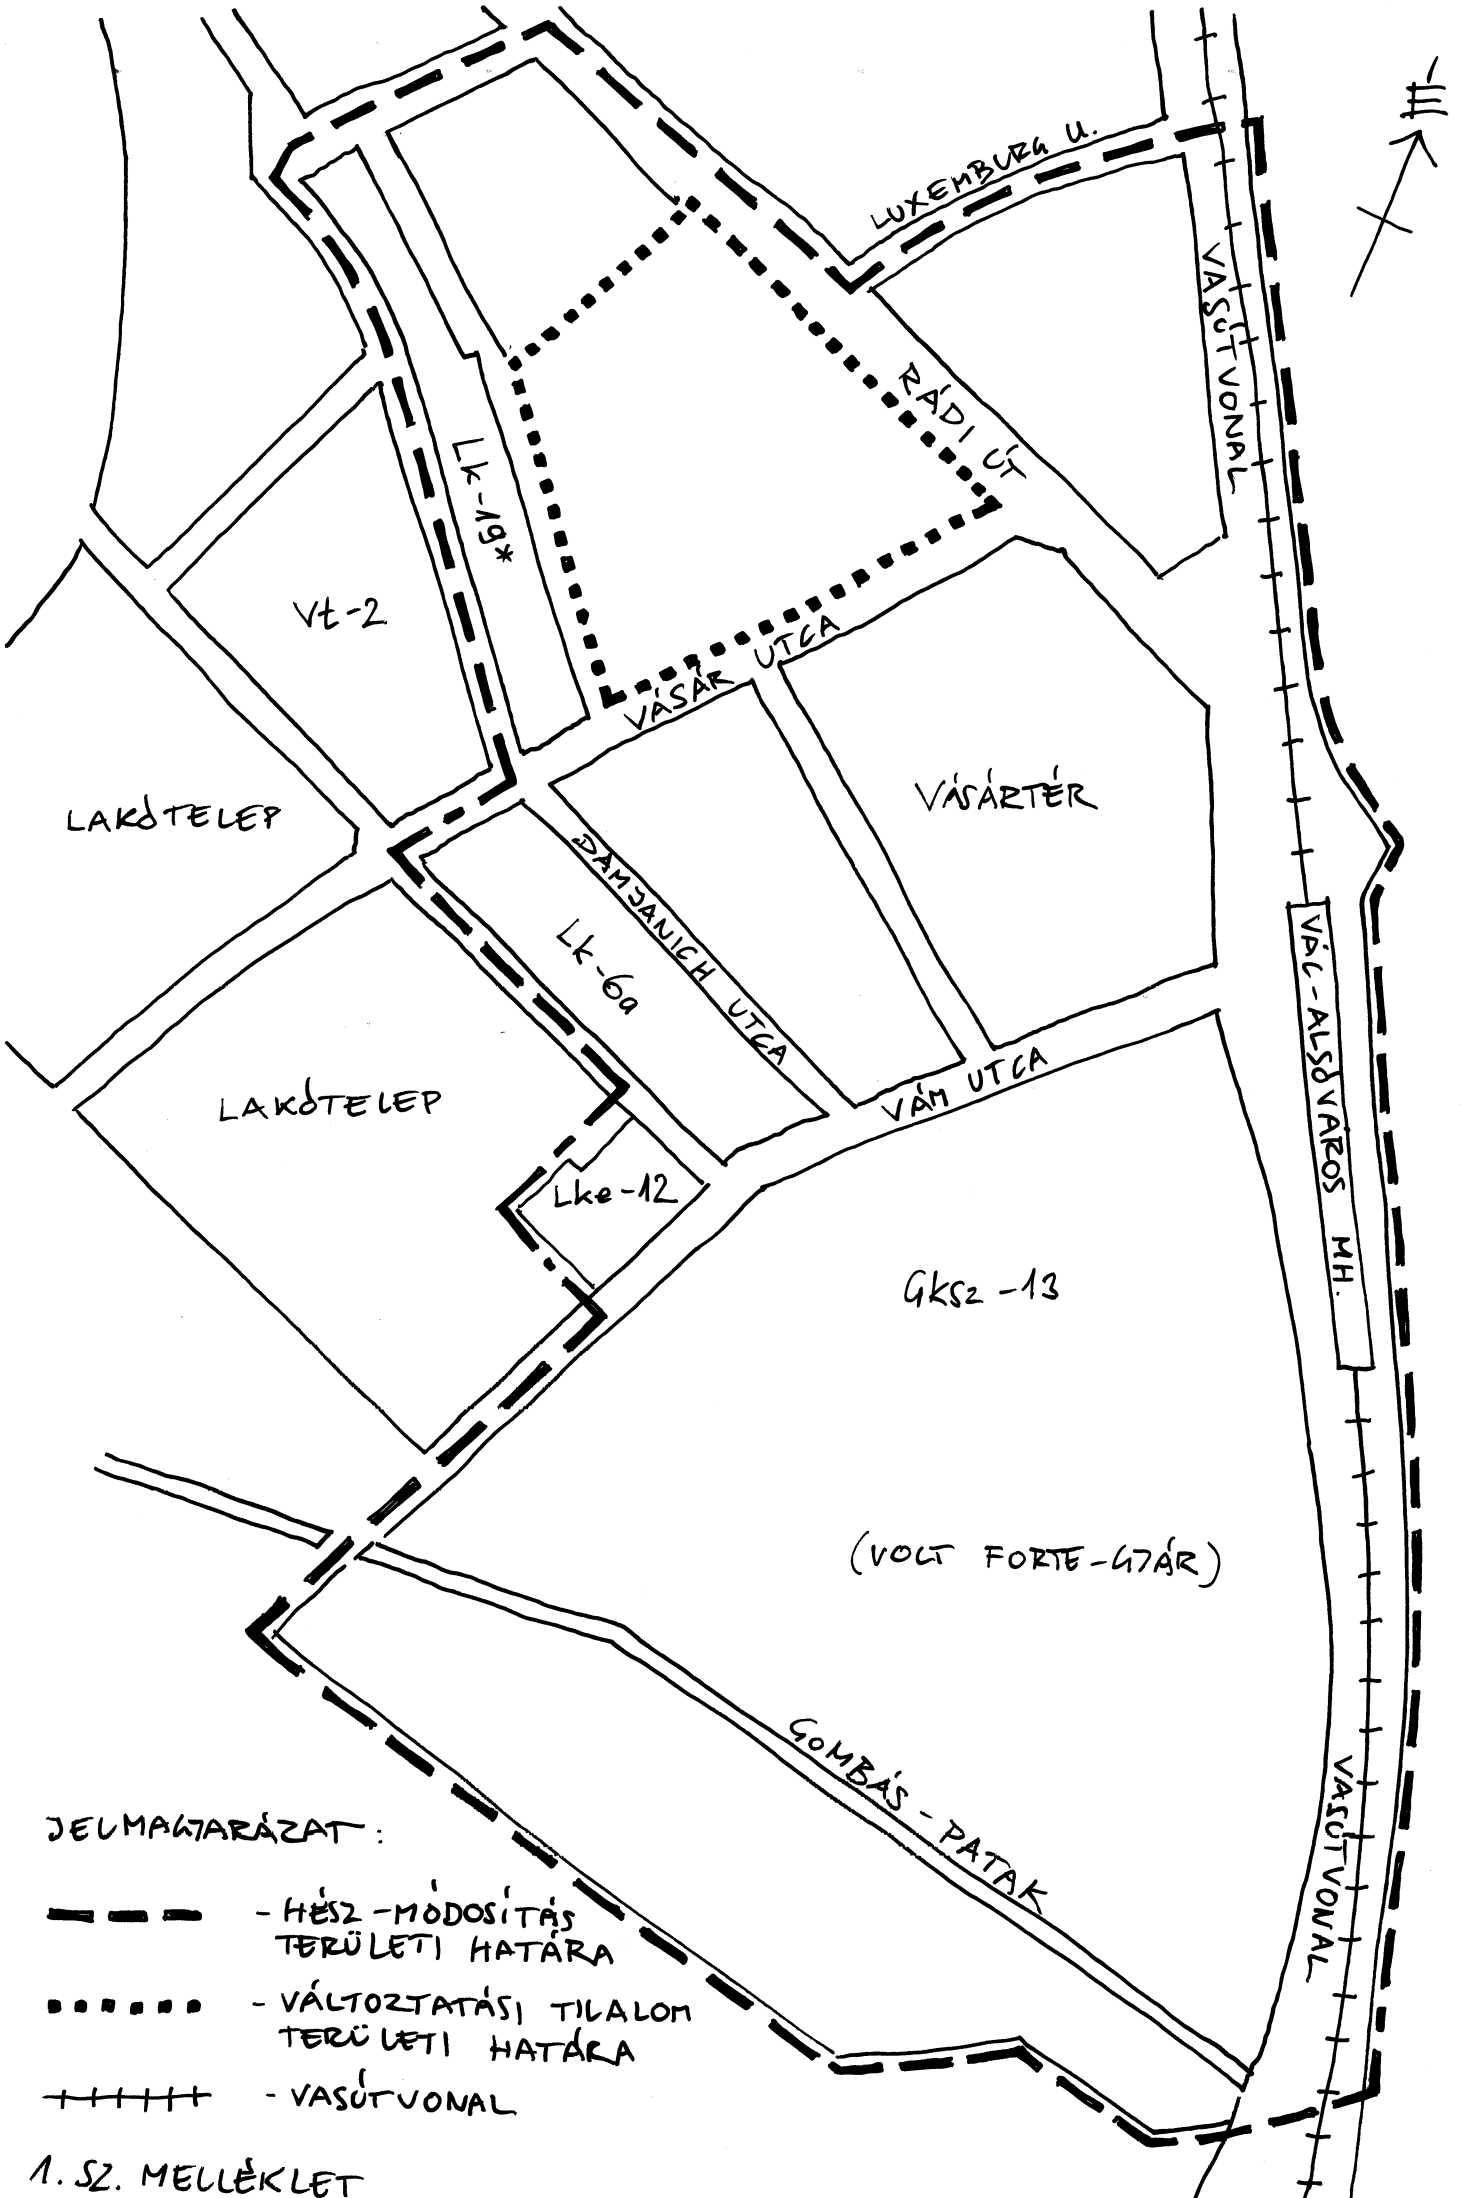 É
LUXEMBURG U.
VASÚTVONAL
RÁDI ÚT
Lk-19*
Vt-2
VÁSÁR UTCA
LAKÓTELEP
VÁSÁRTÉR
DAMJANICH UTCA
Lk-6a
VÁC-ALSÓVÁROS MH.
VÁM UTCA
LAKÓTELEP
Lke-12
Gksz-13
(VOLT FORTE-GYÁR)
GOMBÁS-PATAK
VASÚTVONAL
JELMAGYARÁZAT:
- HÉSZ-MÓDOSÍTÁS
TERÜLETI HATÁRA
- VÁLTOZTATÁSI TILALOM
TERÜLETI HATÁRA
- VASÚTVONAL
1. SZ. MELLÉKLET